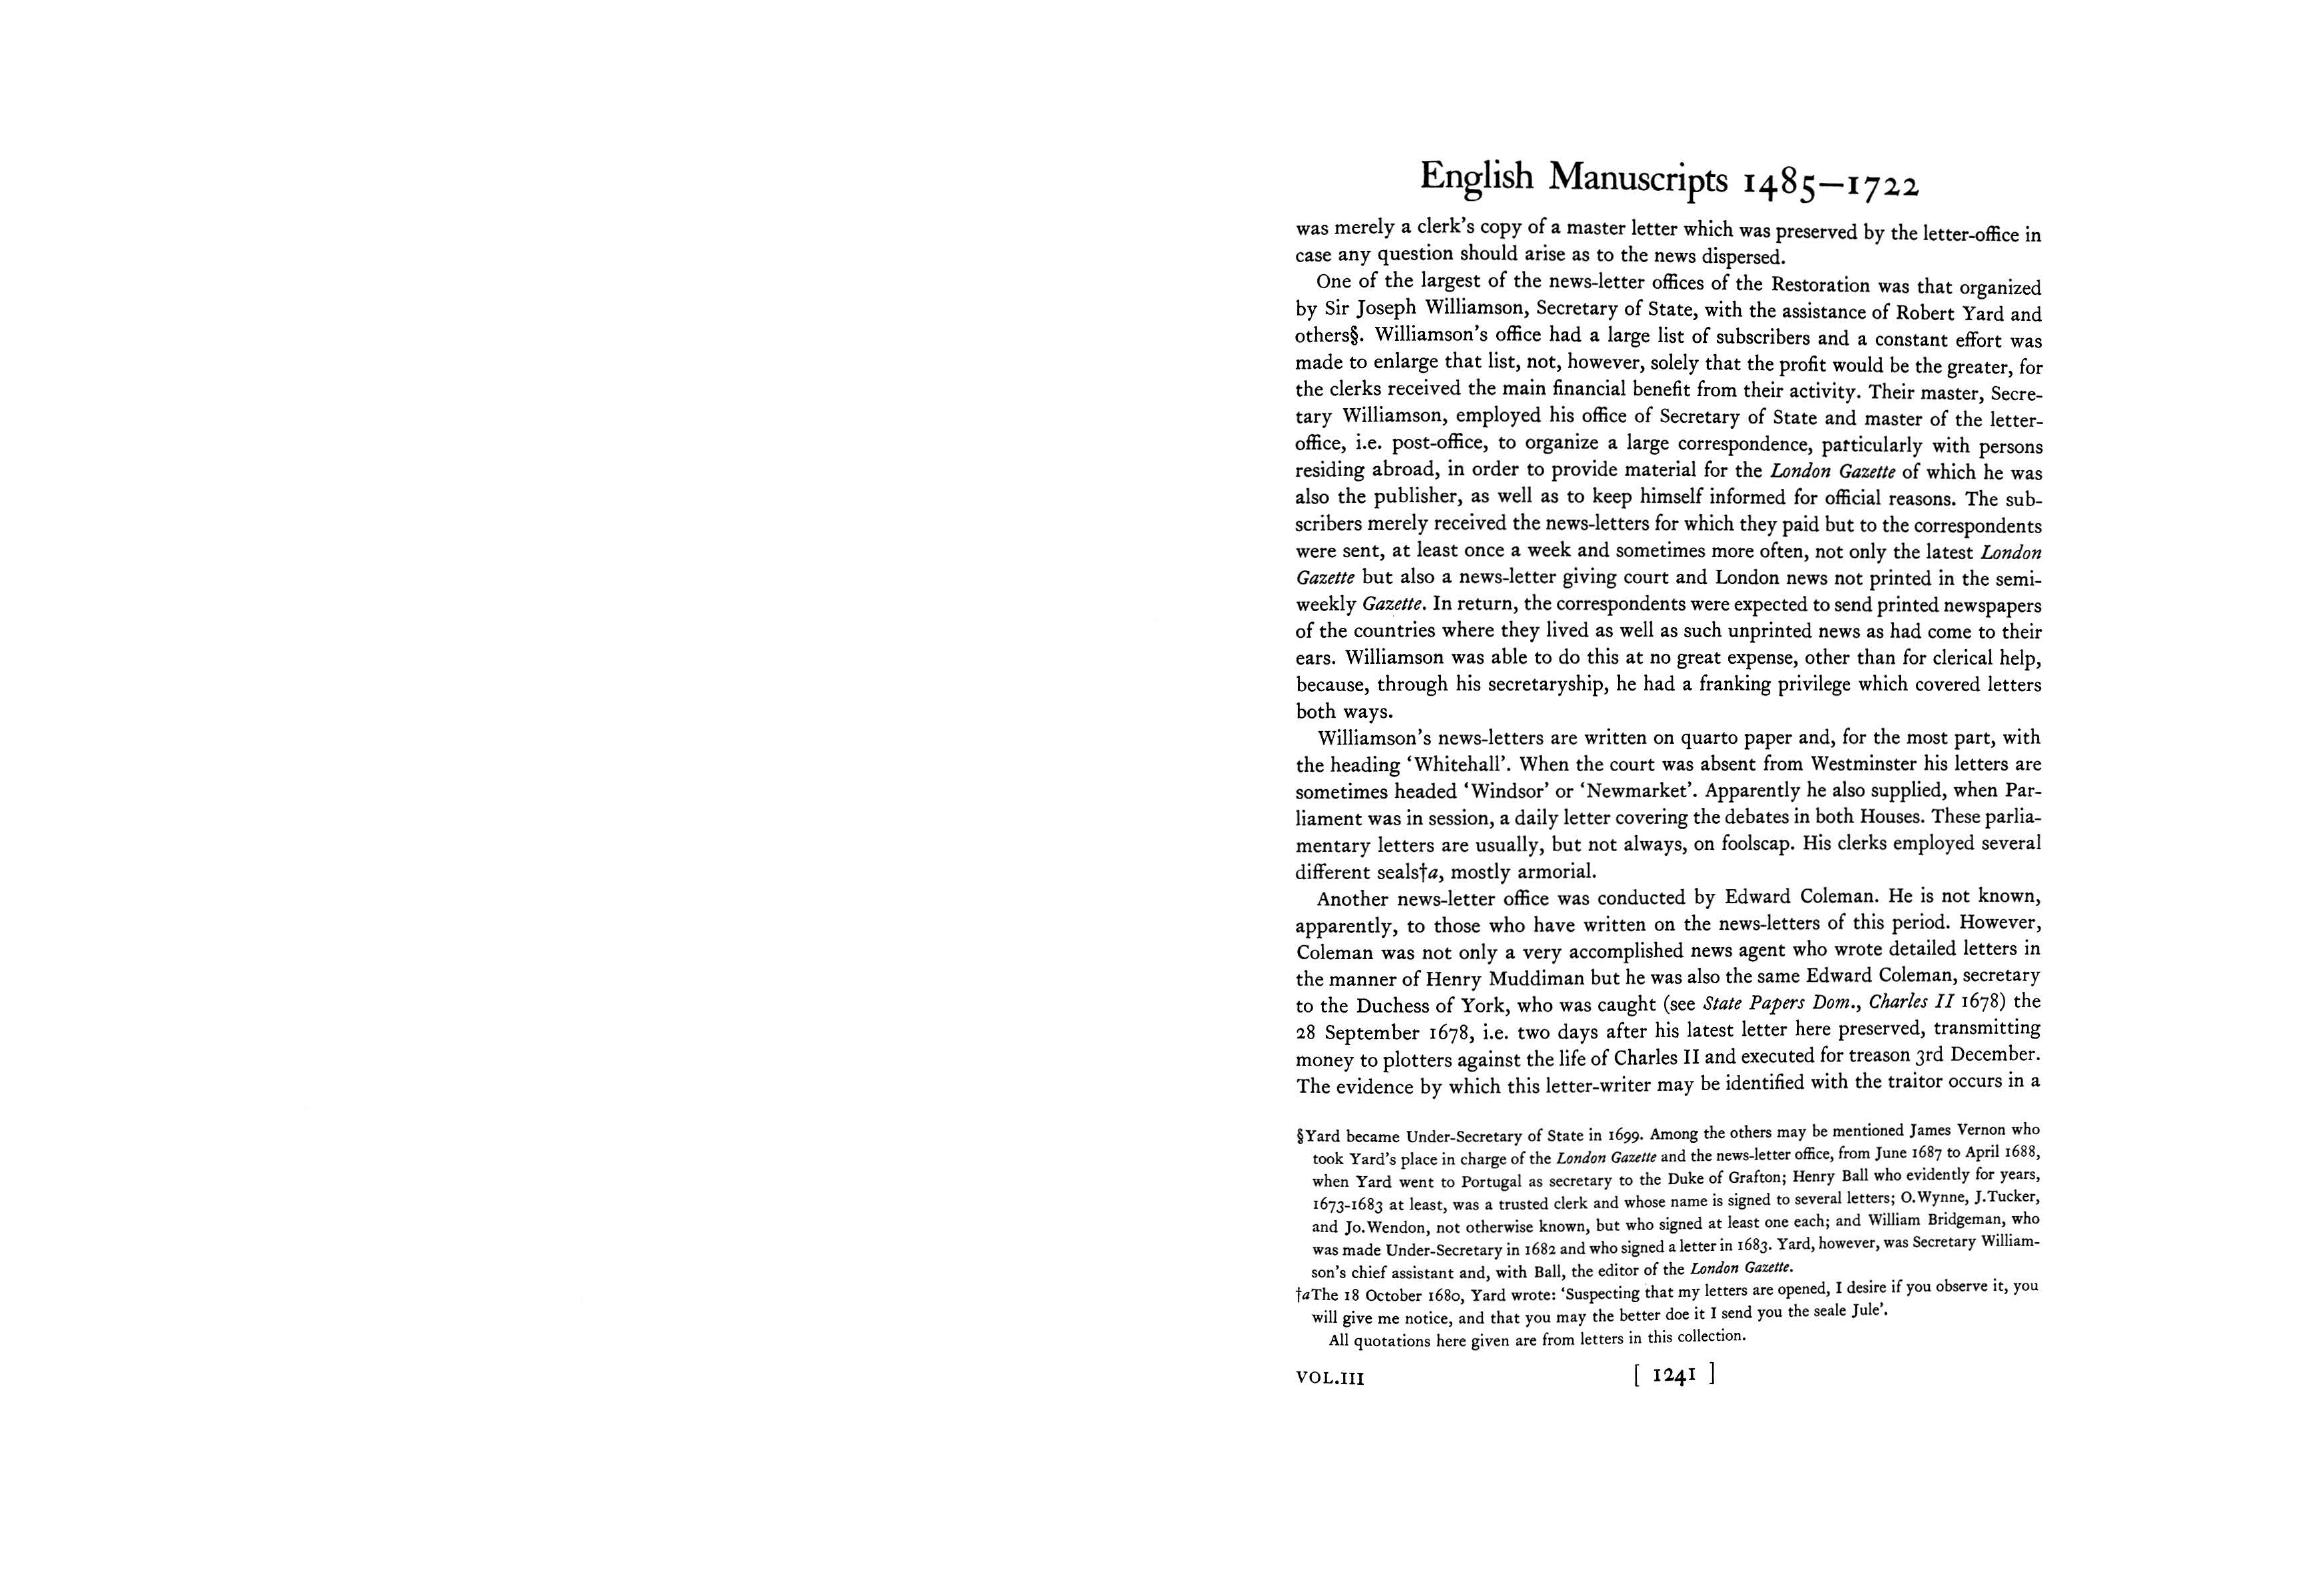 English Manuscripts 1485–1722
was merely a clerk's copy of a master letter which was preserved by the letter-office in
case any question should arise as to the news dispersed.
One of the largest of the news-letter offices of the Restoration was that organized
by Sir Joseph Williamson, Secretary of State, with the assistance of Robert Yard and
others§. Williamson's office had a large list of subscribers and a constant effort was
made to enlarge that list, not, however, solely that the profit would be the greater, for
the clerks received the main financial benefit from their activity. Their master, Secre-
tary Williamson, employed his office of Secretary of State and master of the letter-
office, i.e. post-office, to organize a large correspondence, particularly with persons
residing abroad, in order to provide material for the London Gazette of which he was
also the publisher, as well as to keep himself informed for official reasons. The sub-
scribers merely received the news-letters for which they paid but to the correspondents
were sent, at least once a week and sometimes more often, not only the latest London
Gazette but also a news-letter giving court and London news not printed in the semi-
weekly Gazette. In return, the correspondents were expected to send printed newspapers
of the countries where they lived as well as such unprinted news as had come to their
ears. Williamson was able to do this at no great expense, other than for clerical help,
because, through his secretaryship, he had a franking privilege which covered letters
both ways.
Williamson's news-letters are written on quarto paper and, for the most part, with
the heading 'Whitehall'. When the court was absent from Westminster his letters are
sometimes headed 'Windsor' or 'Newmarket'. Apparently he also supplied, when Par-
liament was in session, a daily letter covering the debates in both Houses. These parlia-
mentary letters are usually, but not always, on foolscap. His clerks employed several
different seals†a, mostly armorial.
Another news-letter office was conducted by Edward Coleman. He is not known,
apparently, to those who have written on the news-letters of this period. However,
Coleman was not only a very accomplished news agent who wrote detailed letters in
the manner of Henry Muddiman but he was also the same Edward Coleman, secretary
to the Duchess of York, who was caught (see State Papers Dom., Charles II 1678) the
28 September 1678, i.e. two days after his latest letter here preserved, transmitting
money to plotters against the life of Charles II and executed for treason 3rd December.
The evidence by which this letter-writer may be identified with the traitor occurs in a
§Yard became Under-Secretary of State in 1699. Among the others may be mentioned James Vernon who
took Yard's place in charge of the London Gazette and the news-letter office, from June 1687 to April 1688,
when Yard went to Portugal as secretary to the Duke of Grafton; Henry Ball who evidently for years,
1673-1683 at least, was a trusted clerk and whose name is signed to several letters; O.Wynne, J.Tucker,
and Jo.Wendon, not otherwise known, but who signed at least one each; and William Bridgeman, who
was made Under-Secretary in 1682 and who signed a letter in 1683. Yard, however, was Secretary William-
son's chief assistant and, with Ball, the editor of the London Gazette.
†aThe 18 October 1680, Yard wrote: 'Suspecting that my letters are opened, I desire if you observe it, you
will give me notice, and that you may the better doe it I send you the seale Jule'.
All quotations here given are from letters in this collection.
VOL.III [ 1241 ]